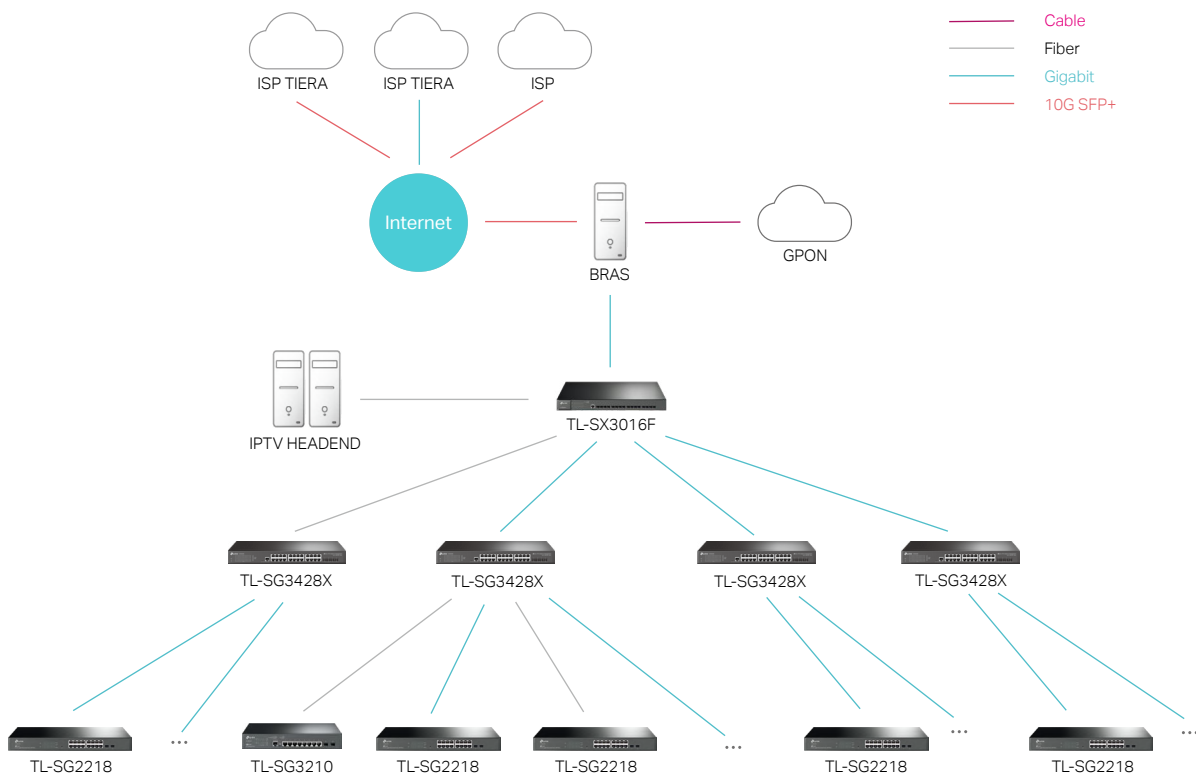 Cable
Fiber
Gigabit
10G SFP+
ISP TIERA
ISP TIERA
ISP
Internet
BRAS
GPON
IPTV HEADEND
TL-SX3016F
TL-SG3428X
TL-SG3428X
TL-SG3428X
TL-SG3428X
...
...
...
...
TL-SG2218
TL-SG3210
TL-SG2218
TL-SG2218
TL-SG2218
TL-SG2218